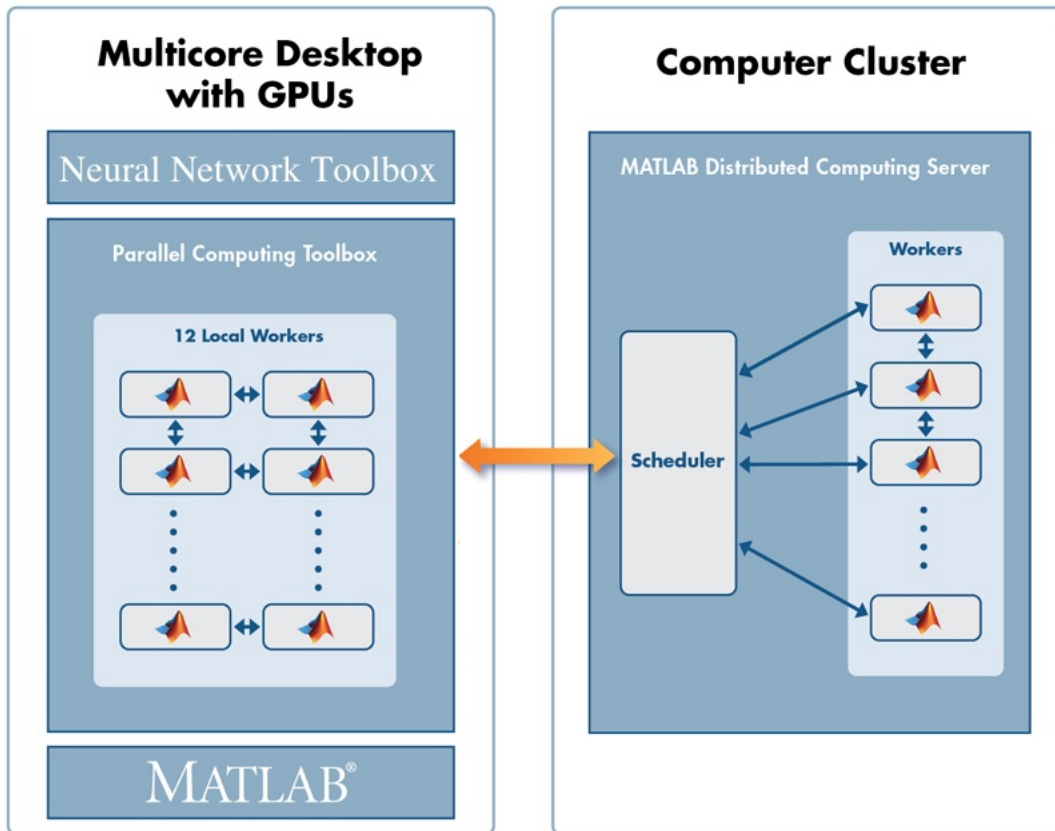 Multicore Desktop
with GPUs
Neural Network Toolbox
Parallel Computing Toolbox
12 Local Workers
MATLAB®
Computer Cluster
MATLAB Distributed Computing Server
Workers
Scheduler